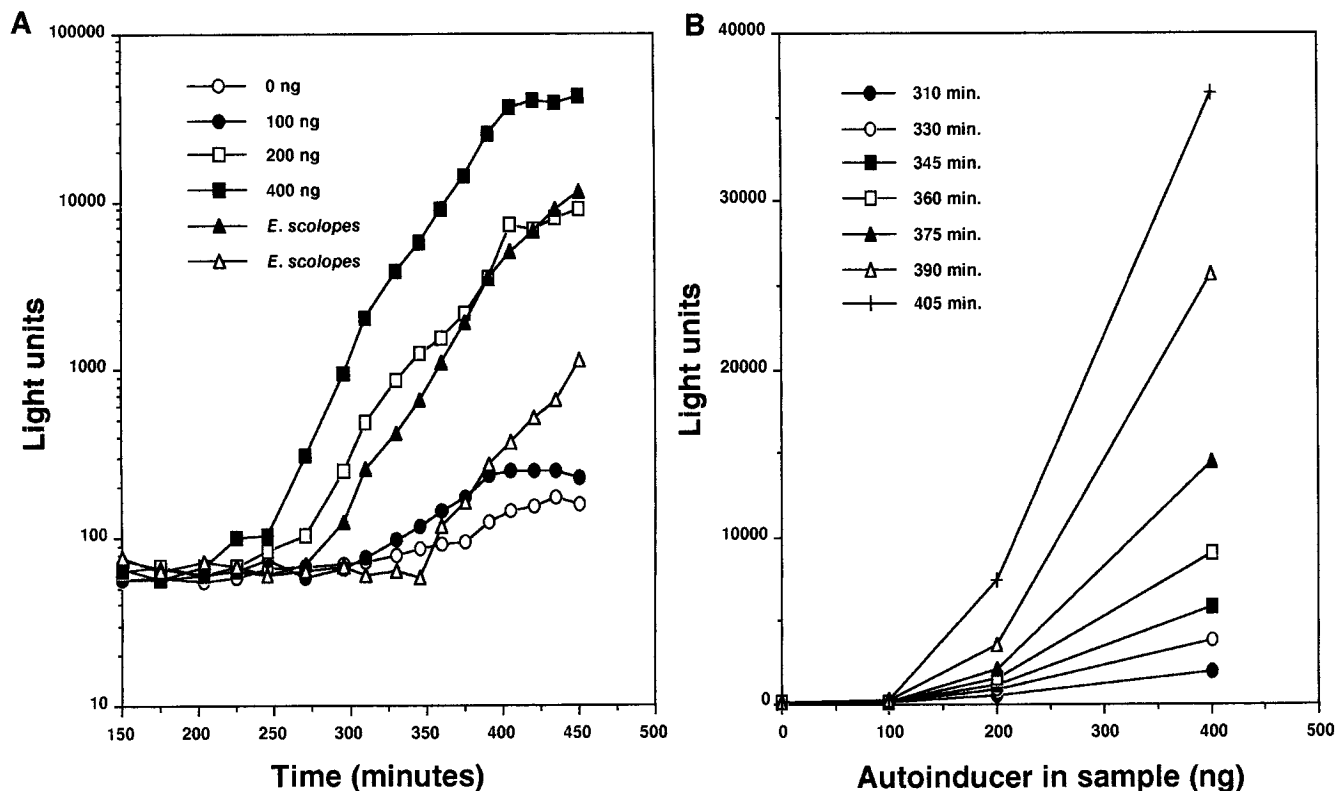 A
100000
10000
1000
100
10
Light units
0 ng
100 ng
200 ng
400 ng
E. scolopes
E. scolopes
150
200
250
300
350
400
450
500
Time (minutes)
B
40000
30000
20000
10000
0
Light units
310 min.
330 min.
345 min.
360 min.
375 min.
390 min.
405 min.
0
100
200
300
400
500
Autoinducer in sample (ng)